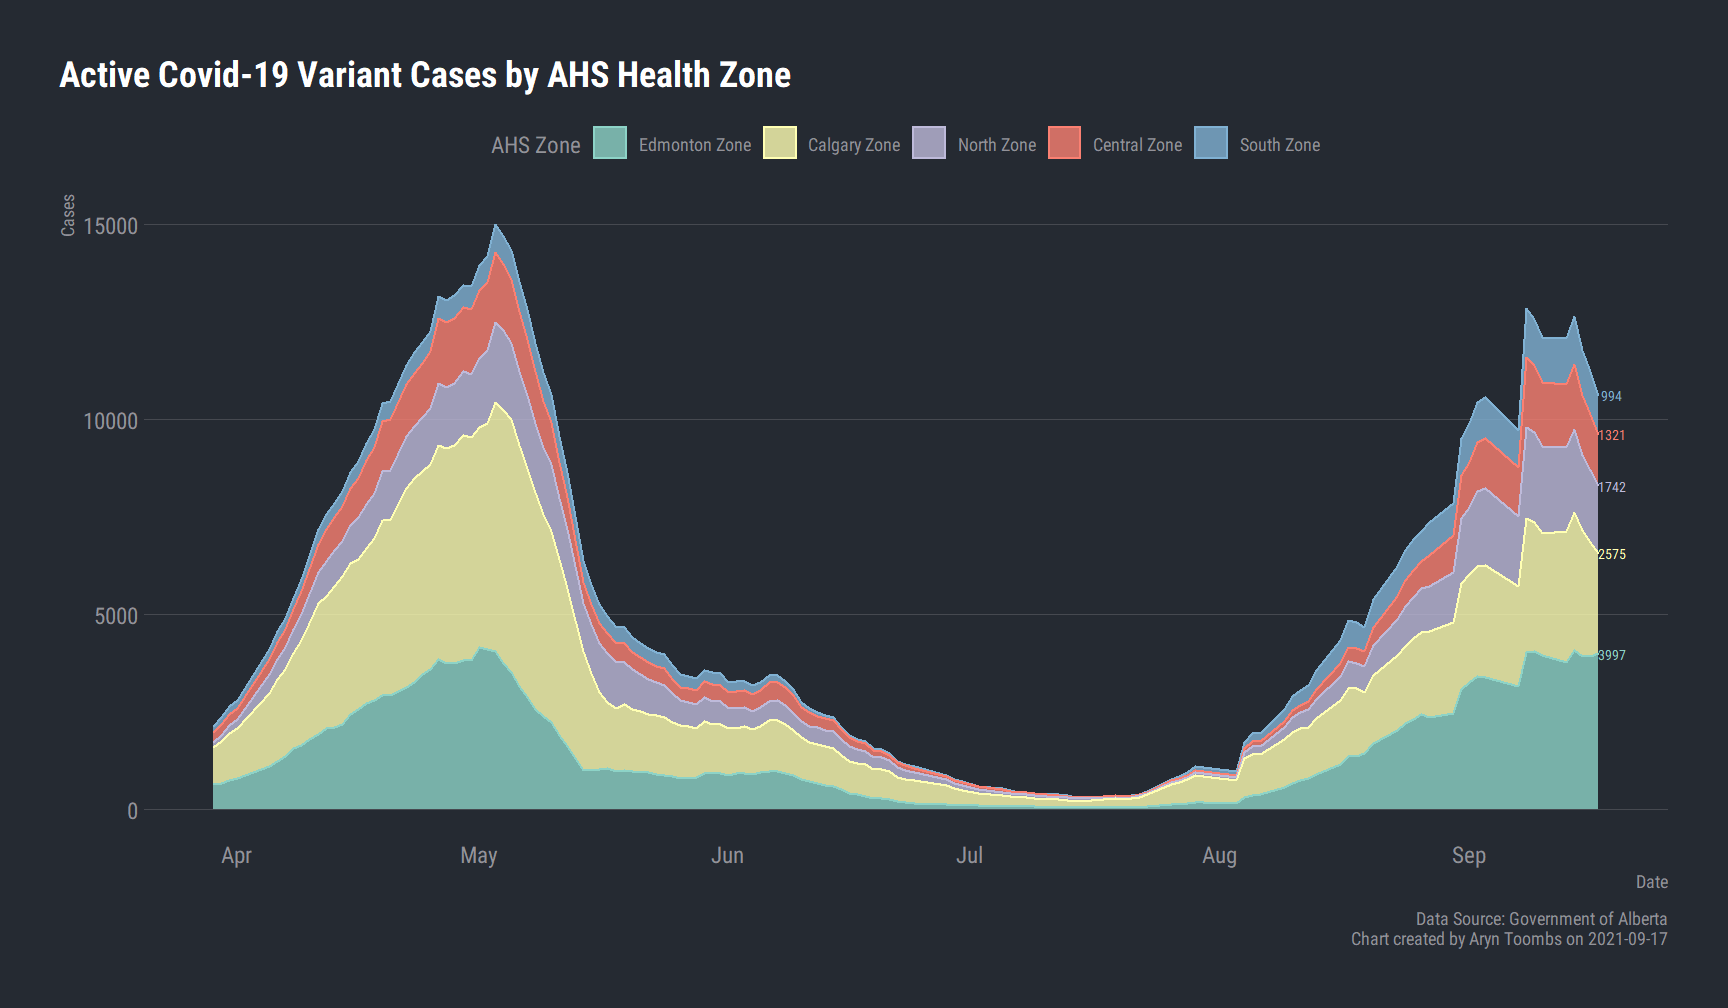 Active Covid-19 Variant Cases by AHS Health Zone
AHS Zone Edmonton Zone Calgary Zone North Zone Central Zone South Zone
Cases
15000
10000
5000
0
994
1321
1742
2575
3997
Apr May Jun Jul Aug Sep
Date
Data Source: Government of Alberta
Chart created by Aryn Toombs on 2021-09-17